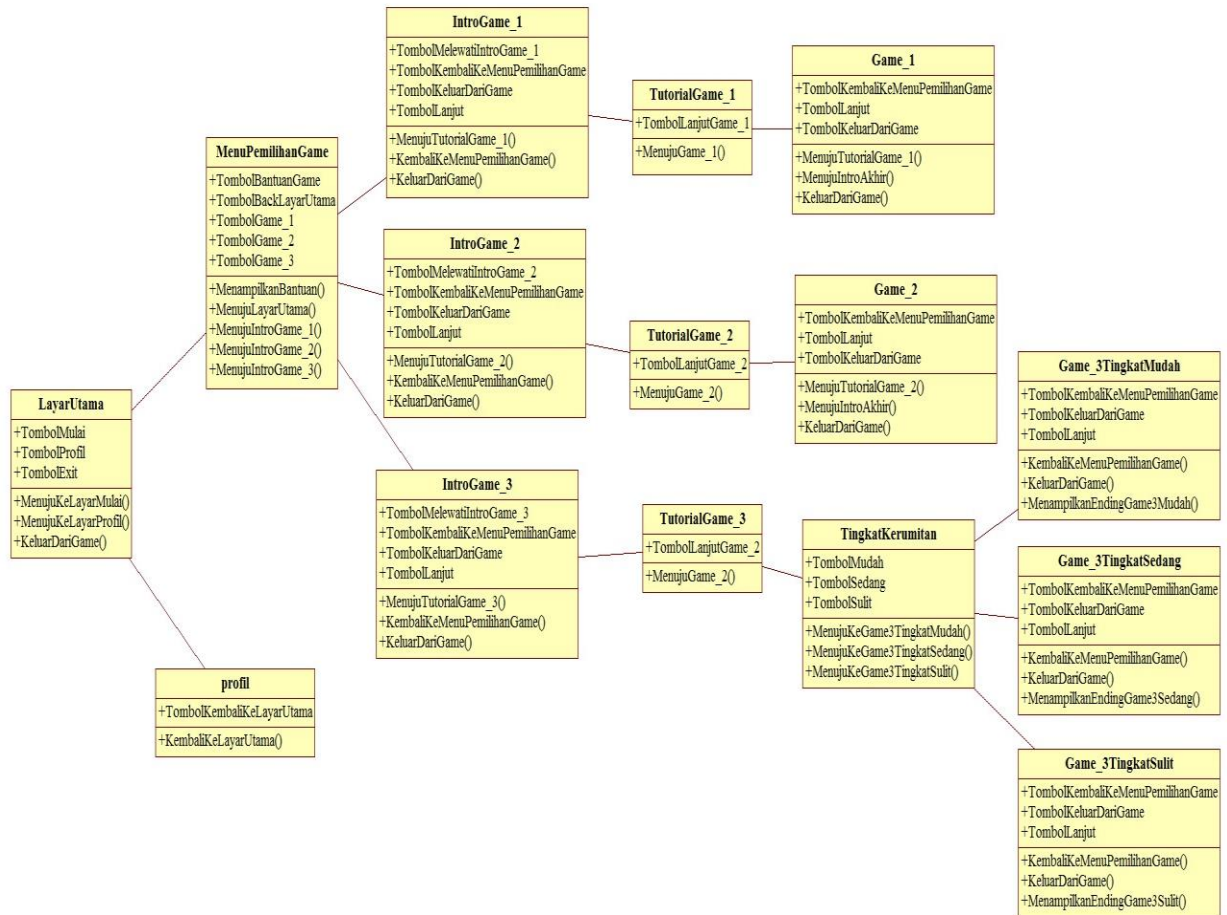 LayarUtama
+TombolMulai
+TombolProfil
+TombolExit
+MenujuKeLayarMulai()
+MenujuKeLayarProfil()
+KeluarDariGame()
profil
+TombolKembaliKeLayarUtama
+KembaliKeLayarUtama()
MenuPemilihanGame
+TombolBantuanGame
+TombolBackLayarUtama
+TombolGame_1
+TombolGame_2
+TombolGame_3
+MenampilkanBantuan()
+MenujuLayarUtama()
+MenujuIntroGame_1()
+MenujuIntroGame_2()
+MenujuIntroGame_3()
IntroGame_1
+TombolMelewatiIntroGame_1
+TombolKembaliKeMenuPemilihanGame
+TombolKeluarDariGame
+TombolLanjut
+MenujuTutorialGame_1()
+KembaliKeMenuPemilihanGame()
+KeluarDariGame()
TutorialGame_1
+TombolLanjutGame_1
+MenujuGame_1()
Game_1
+TombolKembaliKeMenuPemilihanGame
+TombolLanjut
+TombolKeluarDariGame
+MenujuTutorialGame_1()
+MenujuIntroAkhir()
+KeluarDariGame()
IntroGame_2
+TombolMelewatiIntroGame_2
+TombolKembaliKeMenuPemilihanGame
+TombolKeluarDariGame
+TombolLanjut
+MenujuTutorialGame_2()
+KembaliKeMenuPemilihanGame()
+KeluarDariGame()
TutorialGame_2
+TombolLanjutGame_2
+MenujuGame_2()
Game_2
+TombolKembaliKeMenuPemilihanGame
+TombolLanjut
+TombolKeluarDariGame
+MenujuTutorialGame_2()
+MenujuIntroAkhir()
+KeluarDariGame()
IntroGame_3
+TombolMelewatiIntroGame_3
+TombolKembaliKeMenuPemilihanGame
+TombolKeluarDariGame
+TombolLanjut
+MenujuTutorialGame_3()
+KembaliKeMenuPemilihanGame()
+KeluarDariGame()
TutorialGame_3
+TombolLanjutGame_2
+MenujuGame_2()
TingkatKerumitan
+TombolMudah
+TombolSedang
+TombolSulit
+MenujuKeGame3TingkatMudah()
+MenujuKeGame3TingkatSedang()
+MenujuKeGame3TingkatSulit()
Game_3TingkatMudah
+TombolKembaliKeMenuPemilihanGame
+TombolKeluarDariGame
+TombolLanjut
+KembaliKeMenuPemilihanGame()
+KeluarDariGame()
+MenampilkanEndingGame3Mudah()
Game_3TingkatSedang
+TombolKembaliKeMenuPemilihanGame
+TombolKeluarDariGame
+TombolLanjut
+KembaliKeMenuPemilihanGame()
+KeluarDariGame()
+MenampilkanEndingGame3Sedang()
Game_3TingkatSulit
+TombolKembaliKeMenuPemilihanGame
+TombolKeluarDariGame
+TombolLanjut
+KembaliKeMenuPemilihanGame()
+KeluarDariGame()
+MenampilkanEndingGame3Sulit()